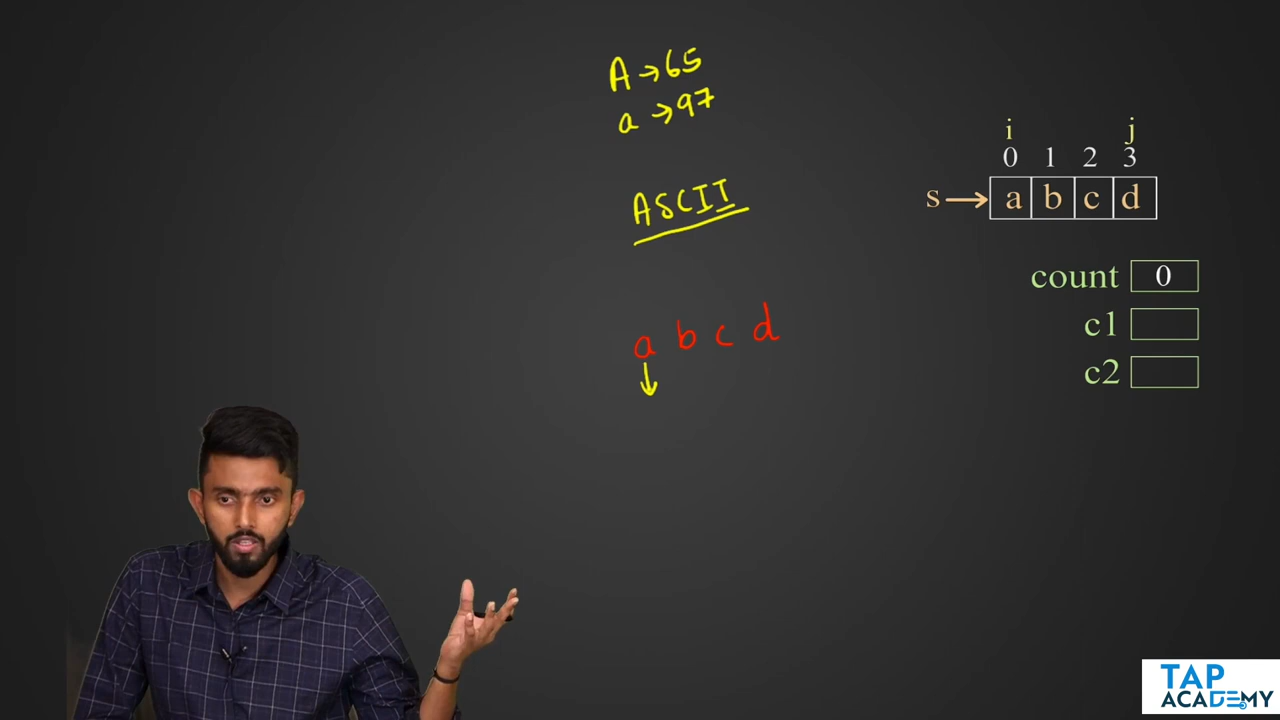 A → 65
a → 97
ASCII
a b c d
↓
i j
0 1 2 3
s → a b c d
count 0
c1
c2
TAP
ACADEMY